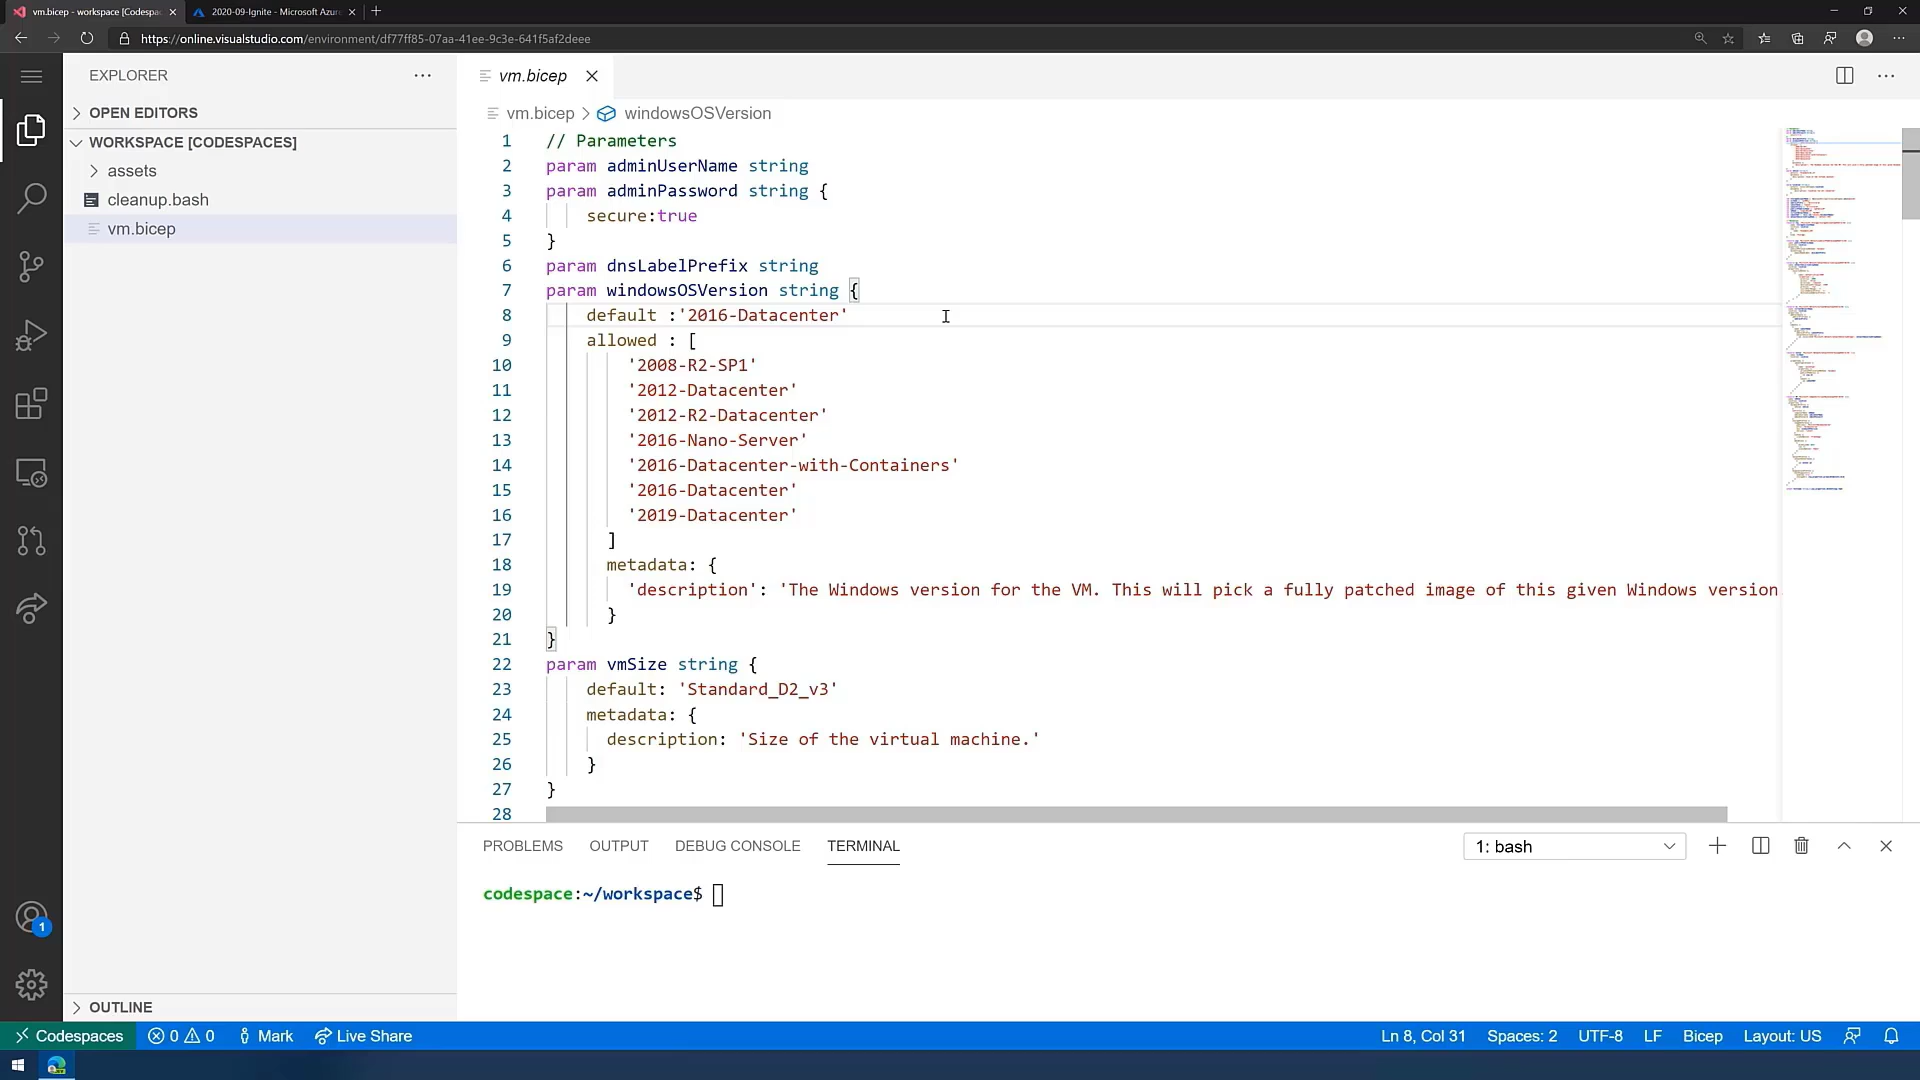 vm.bicep - workspace [Codespac
2020-09-Ignite - Microsoft Azur
https://online.visualstudio.com/environment/df77ff85-07aa-41ee-9c3e-641f5af2deee
EXPLORER
OPEN EDITORS
WORKSPACE [CODESPACES]
assets
cleanup.bash
vm.bicep
OUTLINE
vm.bicep
vm.bicep > windowsOSVersion
1 // Parameters
2 param adminUserName string
3 param adminPassword string {
4 secure:true
5 }
6 param dnsLabelPrefix string
7 param windowsOSVersion string {
8 default :'2016-Datacenter'
9 allowed : [
10 '2008-R2-SP1'
11 '2012-Datacenter'
12 '2012-R2-Datacenter'
13 '2016-Nano-Server'
14 '2016-Datacenter-with-Containers'
15 '2016-Datacenter'
16 '2019-Datacenter'
17 ]
18 metadata: {
19 'description': 'The Windows version for the VM. This will pick a fully patched image of this given Windows version
20 }
21 }
22 param vmSize string {
23 default: 'Standard_D2_v3'
24 metadata: {
25 description: 'Size of the virtual machine.'
26 }
27 }
28
PROBLEMS OUTPUT DEBUG CONSOLE TERMINAL
1: bash
codespace:~/workspace$
1
Codespaces 0 0 Mark Live Share
Ln 8, Col 31 Spaces: 2 UTF-8 LF Bicep Layout: US